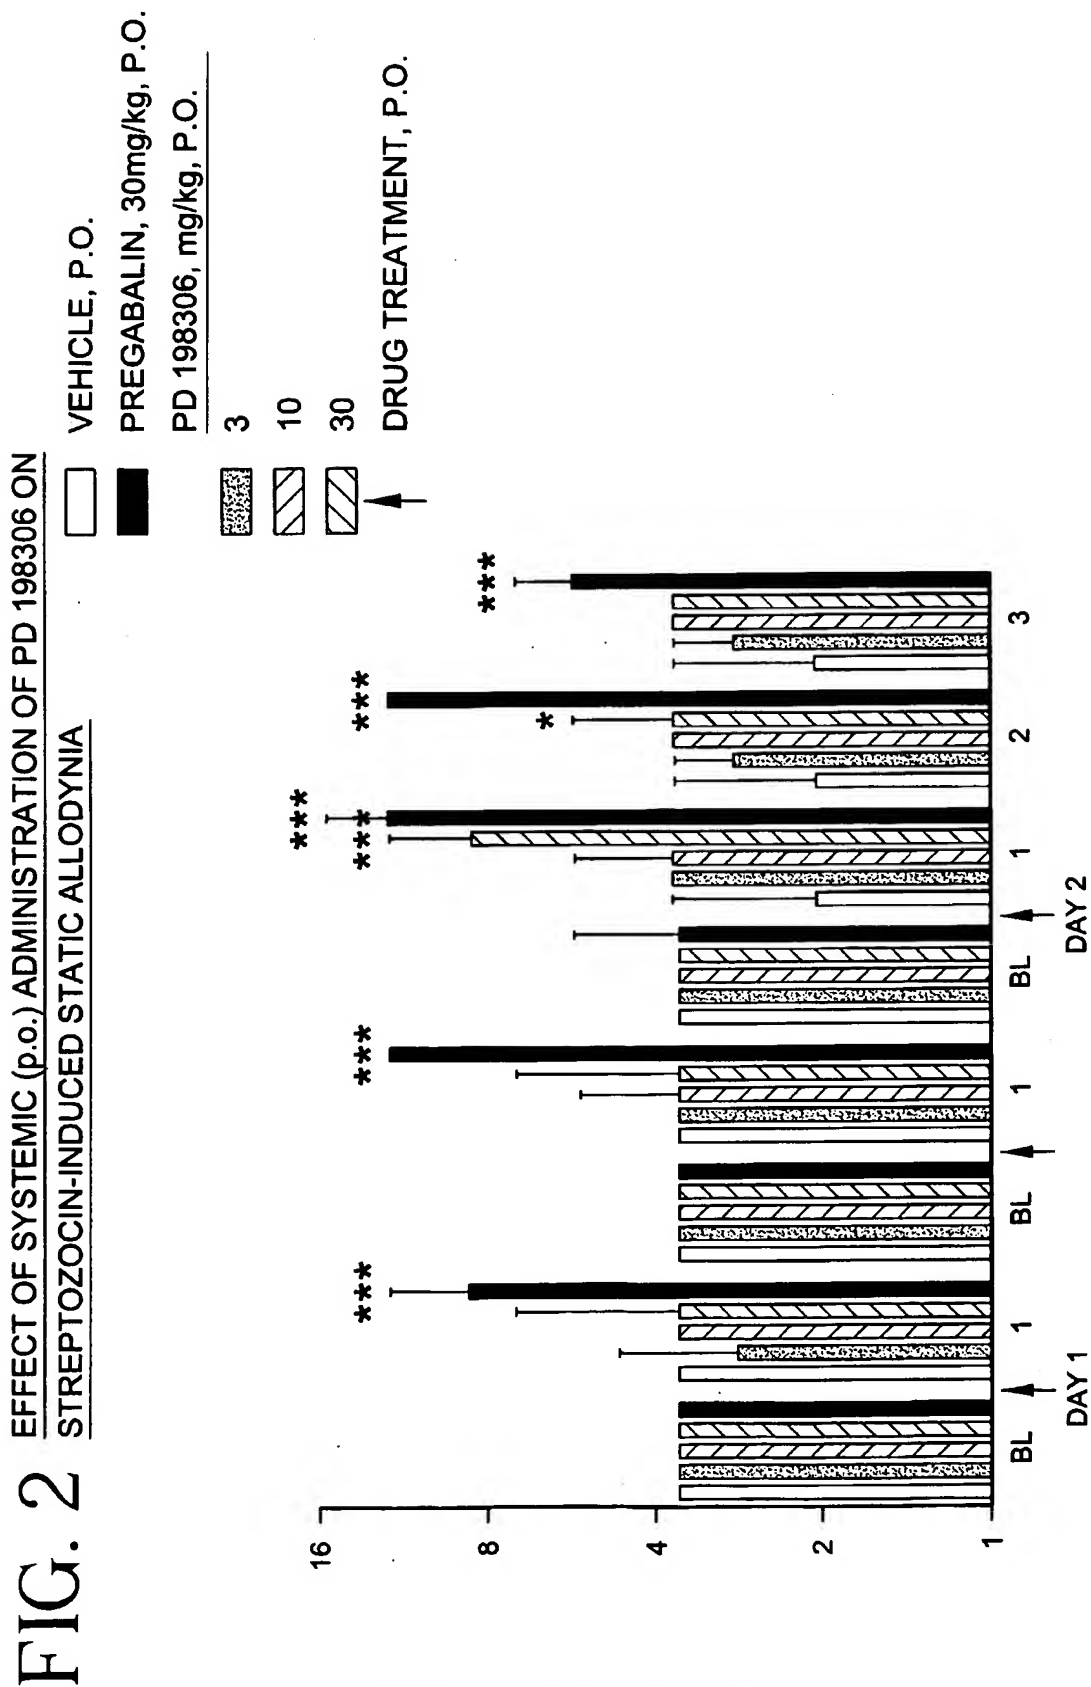 FIG. 2
EFFECT OF SYSTEMIC (p.o.) ADMINISTRATION OF PD 198306 ON
STREPTOZOCIN-INDUCED STATIC ALLODYNIA
VEHICLE, P.O.
PREGABALIN, 30mg/kg, P.O.
PD 198306, mg/kg, P.O.
3
10
30
DRUG TREATMENT, P.O.
16
8
4
2
1
*** *** *** *** *** * *** ***
BL 1 BL 1 BL 1 2 3
DAY 1 DAY 2